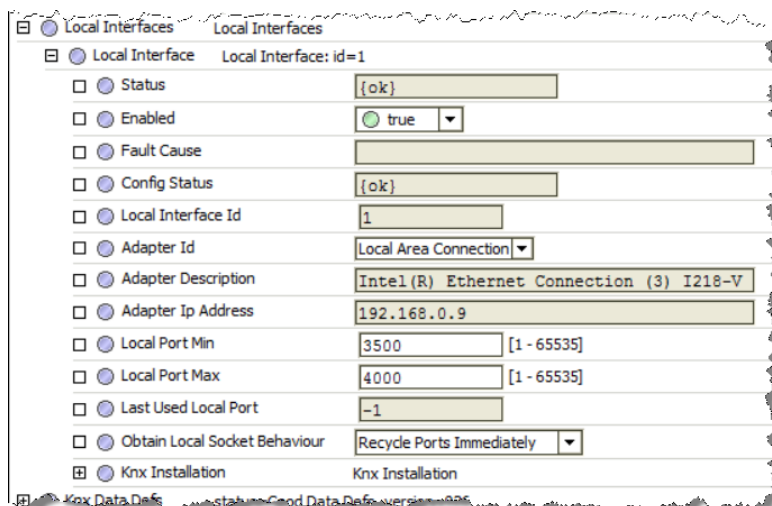 Local Interfaces Local Interfaces
Local Interface Local Interface: id=1
Status {ok}
Enabled true
Fault Cause
Config Status {ok}
Local Interface Id 1
Adapter Id Local Area Connection
Adapter Description Intel(R) Ethernet Connection (3) I218-V
Adapter Ip Address 192.168.0.9
Local Port Min 3500 [1 - 65535]
Local Port Max 4000 [1 - 65535]
Last Used Local Port -1
Obtain Local Socket Behaviour Recycle Ports Immediately
Knx Installation Knx Installation
Knx Data Defs